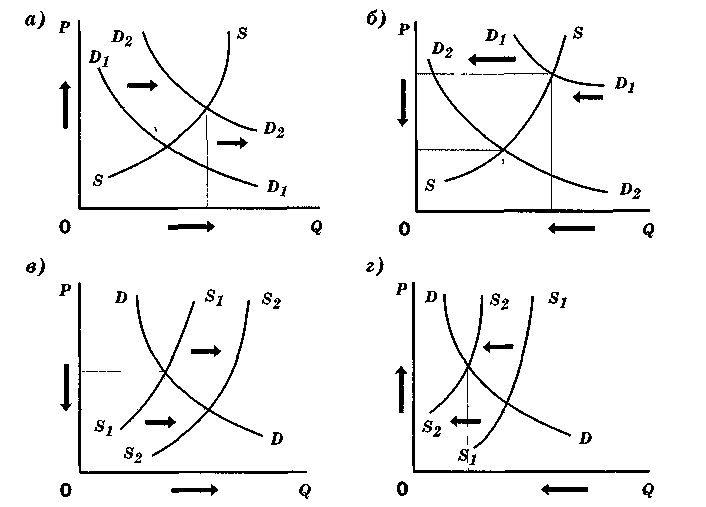 а)
P
D2
S
D1
S
D2
D1
0
Q
б)
P
D2
D1
S
D1
S
D2
0
Q
в)
P
D
S1
S2
S1
S2
D
0
Q
г)
P
D
S2
S1
S2
S1
D
0
Q